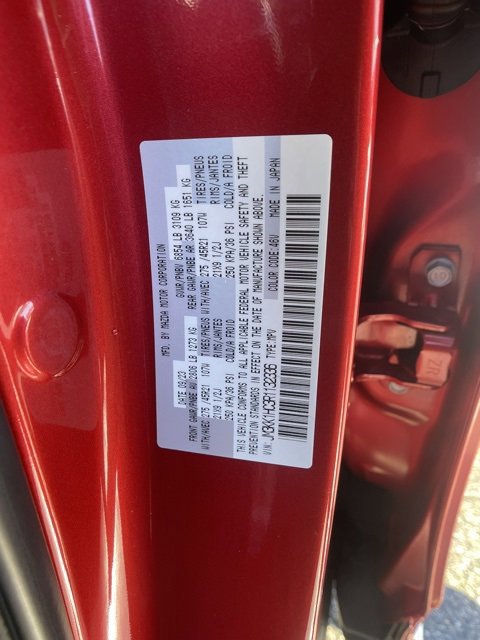 MFD. BY MAZDA MOTOR CORPORATION
DATE 09/23 GVWR/PNBV 6854 LB 3109 KG
FRONT GAWR/PNBE AV 2806 LB 1273 KG REAR GAWR/PNBE AR 3640 LB 1651 KG
WITH/AVEC 275 /45R21 107W TIRES/PNEUS WITH/AVEC 275 /45R21 107W TIRES/PNEUS
21X9 1/2J RIMS/JANTES 21X9 1/2J RIMS/JANTES
250 KPA/36 PSI COLD/A FROID 250 KPA/36 PSI COLD/A FROID
THIS VEHICLE CONFORMS TO ALL APPLICABLE FEDERAL MOTOR VEHICLE SAFETY AND THEFT
PREVENTION STANDARDS IN EFFECT ON THE DATE OF MANUFACTURE SHOWN ABOVE.
VIN: JM3KK1HC3R1132336 TYPE:MPV COLOR CODE:46V MADE IN JAPAN